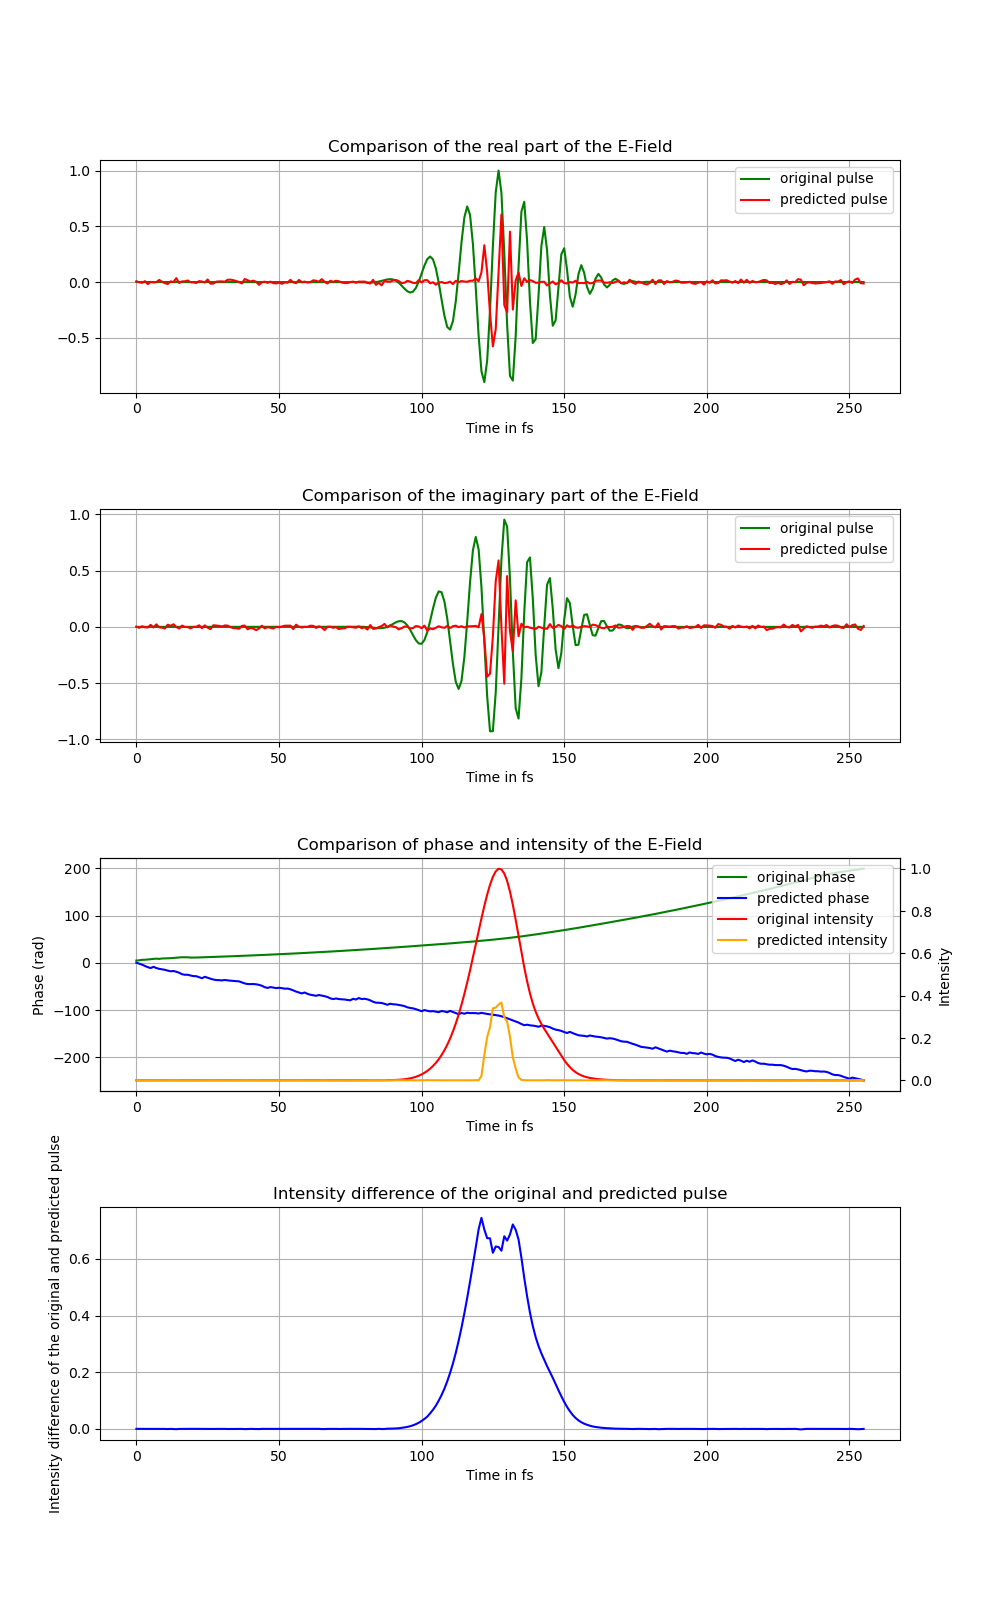 Comparison of the real part of the E-Field
1.0
0.5
0.0
−0.5
original pulse
predicted pulse
0 50 100 150 200 250
Time in fs
Comparison of the imaginary part of the E-Field
1.0
0.5
0.0
−0.5
−1.0
original pulse
predicted pulse
0 50 100 150 200 250
Time in fs
Comparison of phase and intensity of the E-Field
Phase (rad)
200
100
0
−100
−200
original phase
predicted phase
original intensity
predicted intensity
1.0
0.8
0.6
0.4
0.2
0.0
Intensity
0 50 100 150 200 250
Time in fs
Intensity difference of the original and predicted pulse
Intensity difference of the original and predicted pulse
0.6
0.4
0.2
0.0
0 50 100 150 200 250
Time in fs